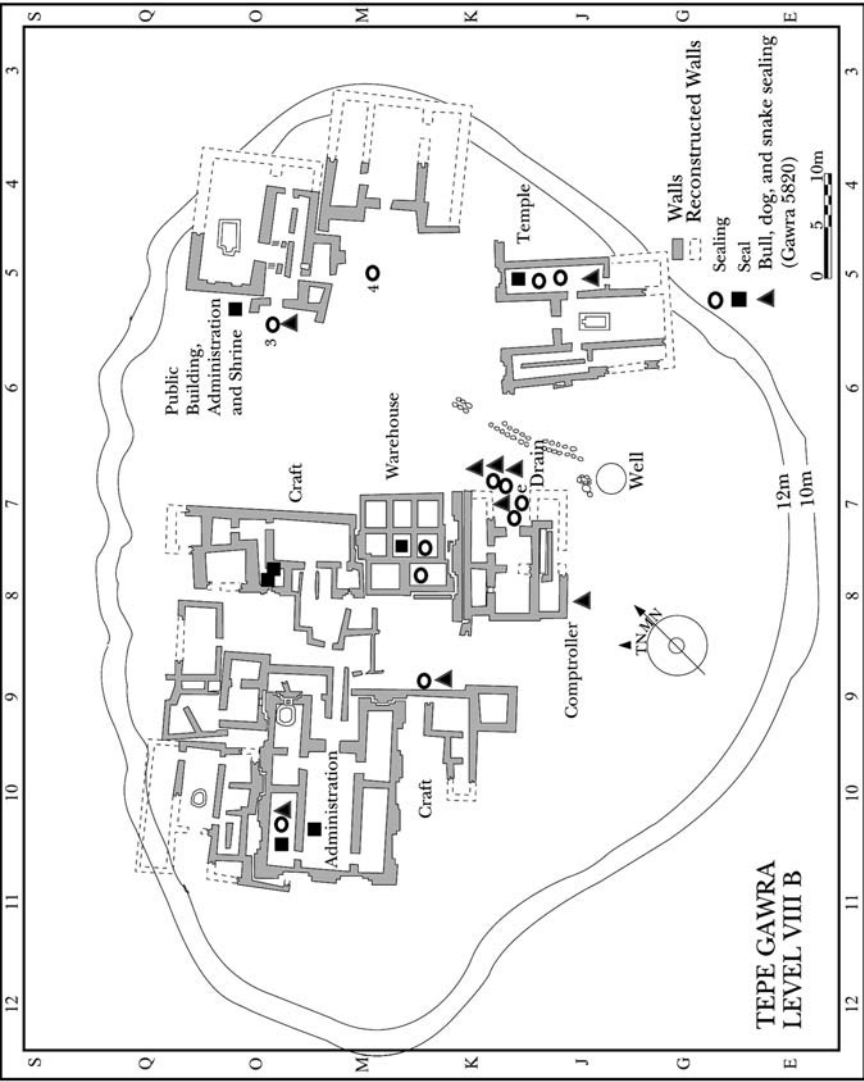 12 11 10 9 8 7 6 5 4 3
S S
Q Q
Public
Building,
Administration
and Shrine
O O
3
Craft
Administration
M M
4
Warehouse
Craft
K K
e
Temple
Drain
Comptroller
J J
Well
TN
MN
G G
Walls
Reconstructed Walls
Sealing
Seal
Bull, dog, and snake sealing
(Gawra 5820)
0 5 10m
12m
10m
TEPE GAWRA
LEVEL VIII B
E E
12 11 10 9 8 7 6 5 4 3